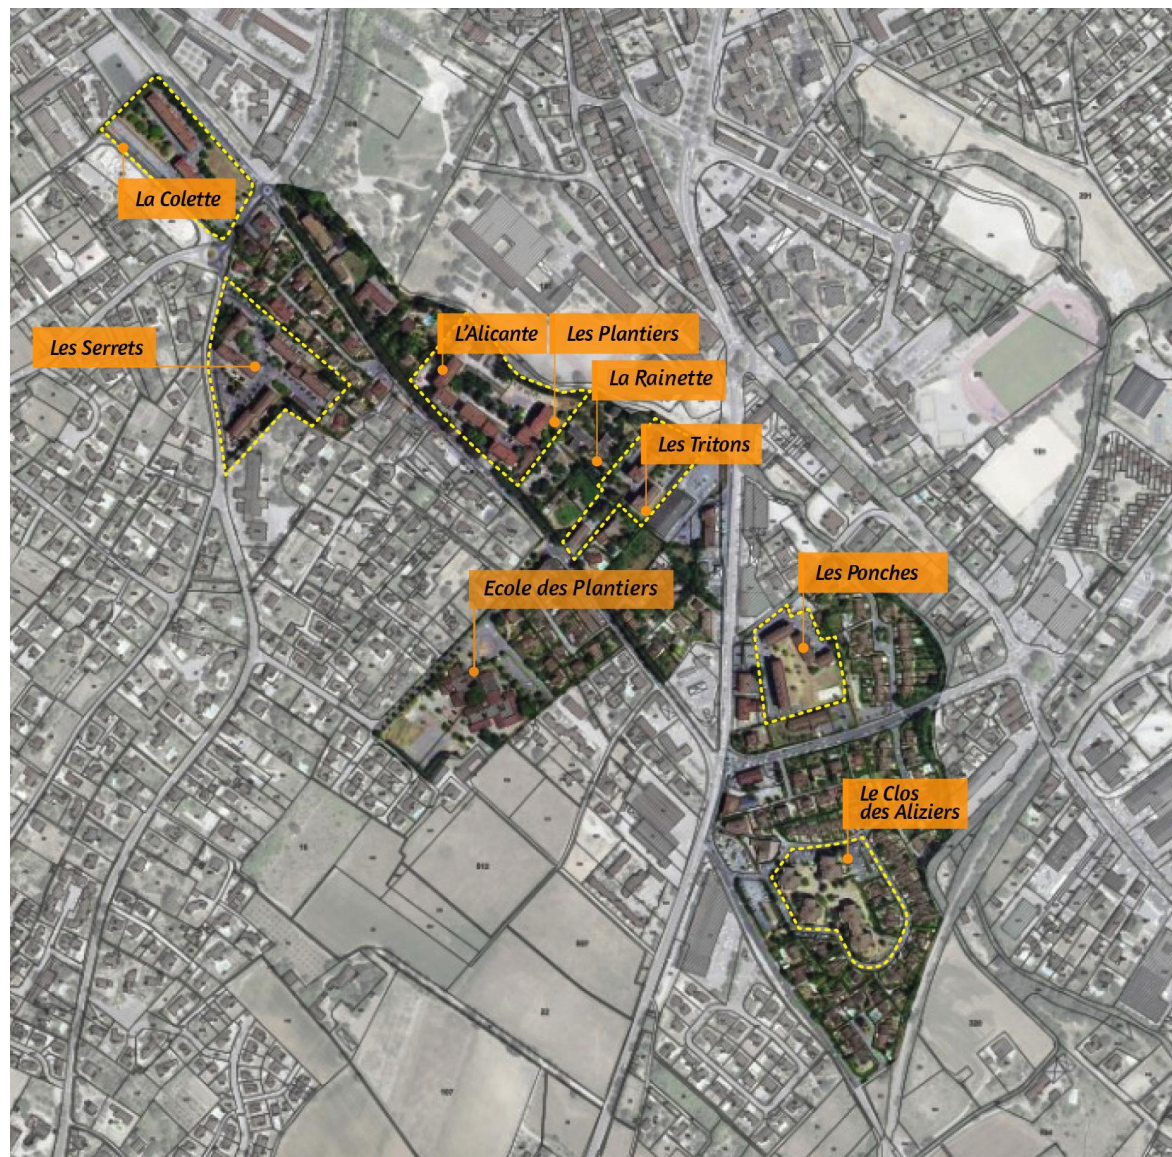 La Colette
L'Alicante
Les Plantiers
Les Serrets
La Rainette
Les Tritons
Les Ponches
Ecole des Plantiers
Le Clos
des Aliziers